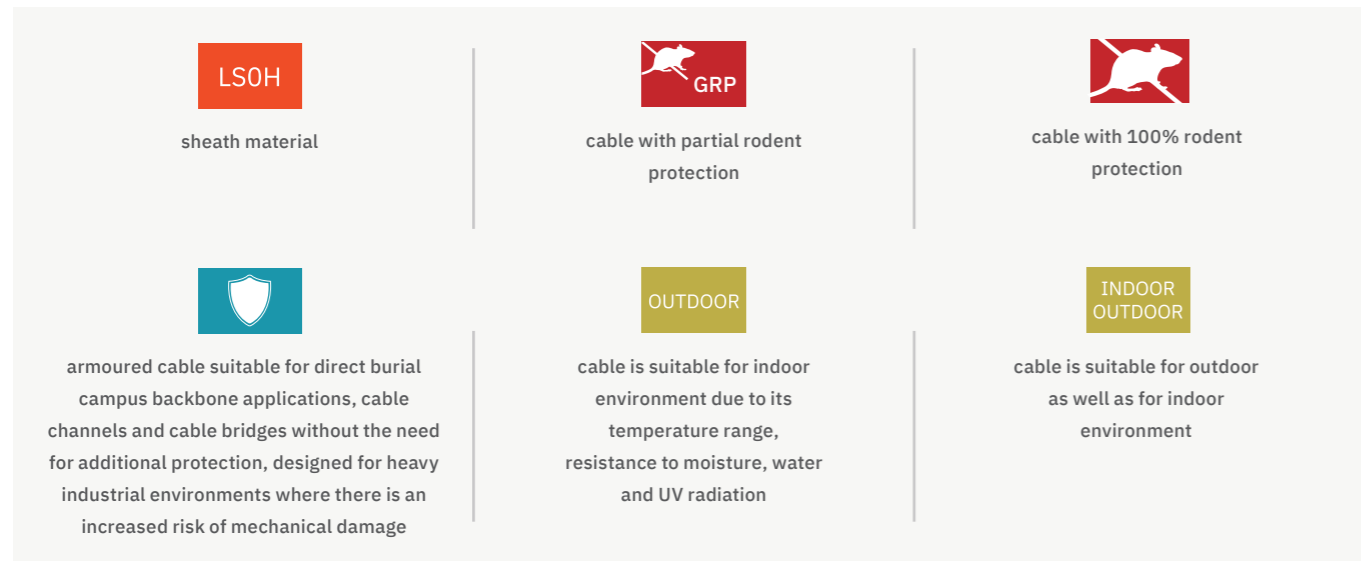 LS0H
sheath material
GRP
cable with partial rodent
protection
cable with 100% rodent
protection
armoured cable suitable for direct burial
campus backbone applications, cable
channels and cable bridges without the need
for additional protection, designed for heavy
industrial environments where there is an
increased risk of mechanical damage
OUTDOOR
cable is suitable for indoor
environment due to its
temperature range,
resistance to moisture, water
and UV radiation
INDOOR
OUTDOOR
cable is suitable for outdoor
as well as for indoor
environment